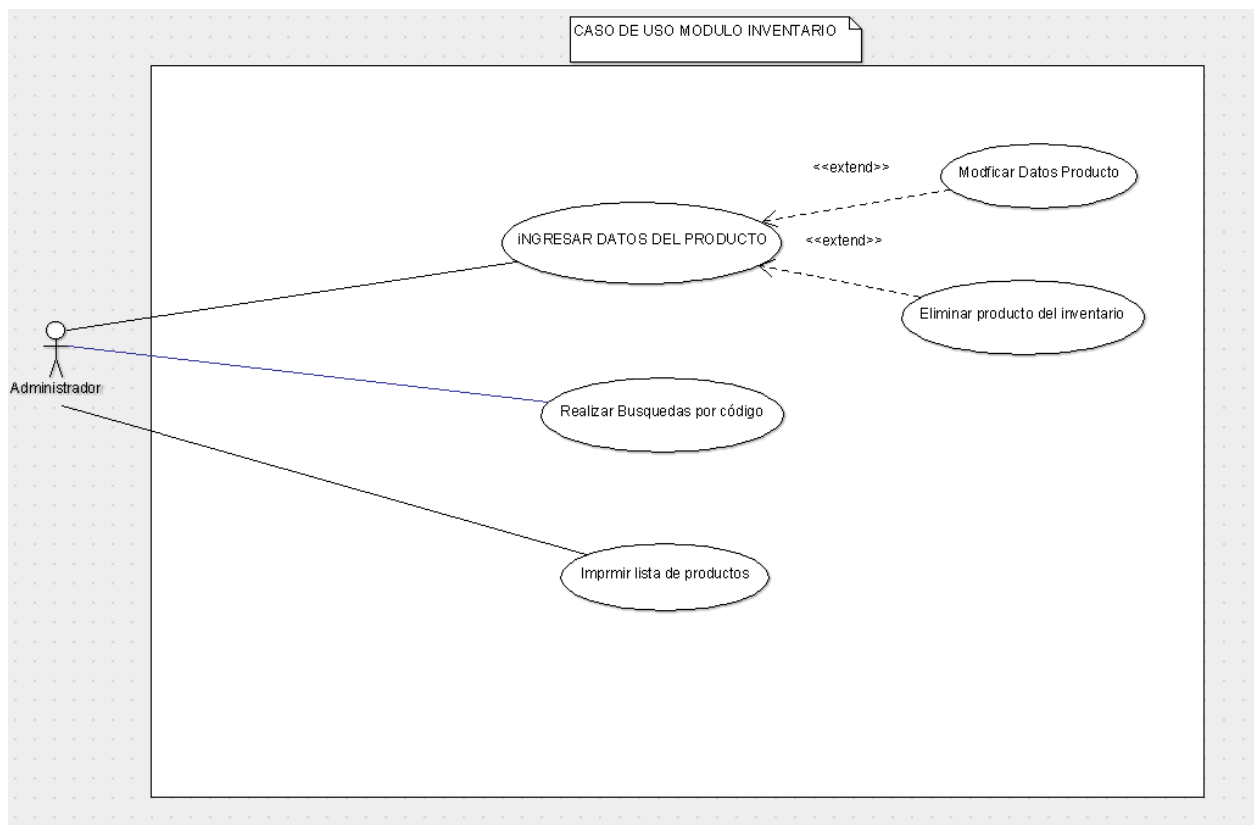 CASO DE USO MODULO INVENTARIO
<<extend>>
Modficar Datos Producto
iNGRESAR DATOS DEL PRODUCTO
<<extend>>
Eliminar producto del inventario
Administrador
Realizar Busquedas por código
Imprmir lista de productos